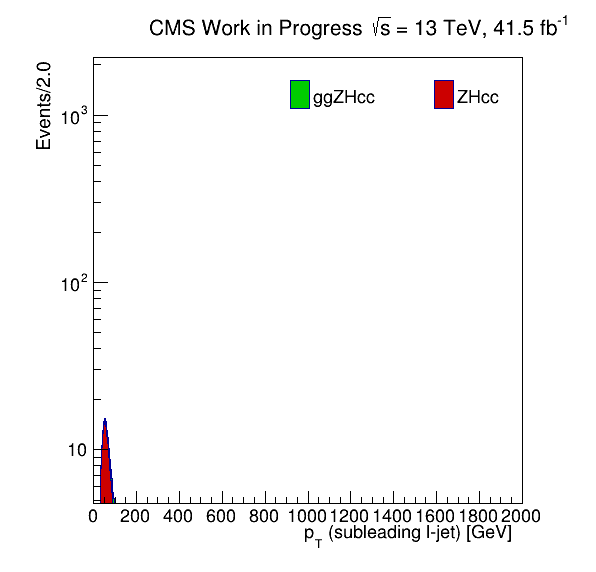 CMS Work in Progress √s = 13 TeV, 41.5 fb⁻¹
Events/2.0
ggZHcc
ZHcc
10³
10²
10
0 200 400 600 800 1000 1200 1400 1600 1800 2000
p_T (subleading l-jet) [GeV]